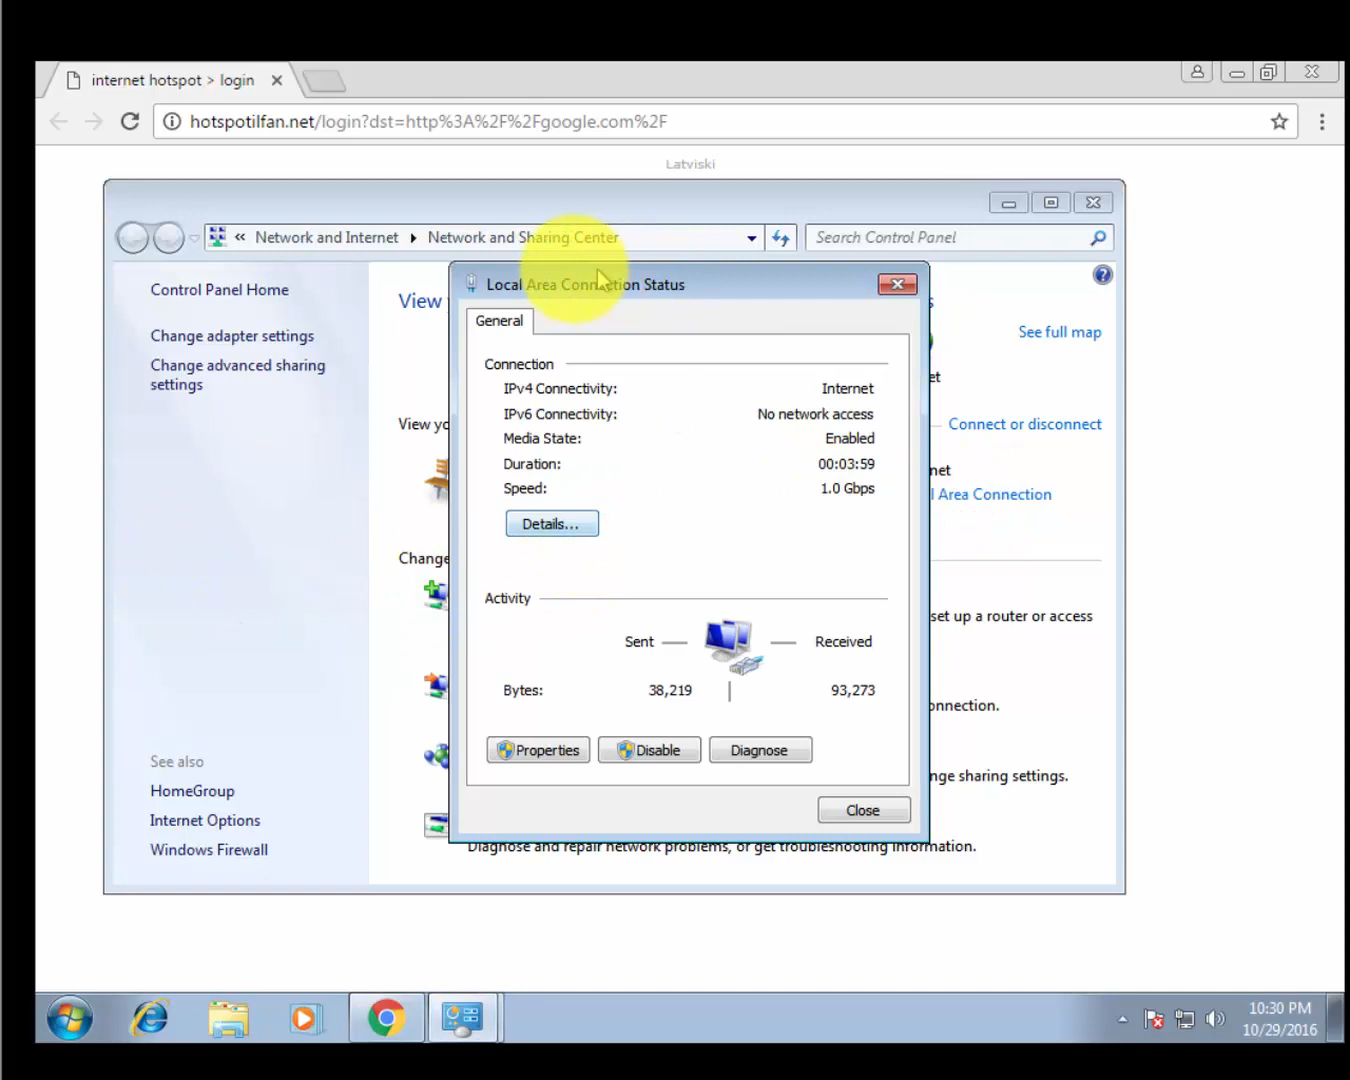 internet hotspot > login
hotspotilfan.net/login?dst=http%3A%2F%2Fgoogle.com%2F
Latviski
« Network and Internet Network and Sharing Center
Search Control Panel
Control Panel Home
Change adapter settings
Change advanced sharing
settings
View
See full map
et
View yo
Connect or disconnect
net
l Area Connection
Change
set up a router or access
onnection.
nge sharing settings.
Diagnose and repair network problems, or get troubleshooting information.
See also
HomeGroup
Internet Options
Windows Firewall
Local Area Connection Status
General
Connection
IPv4 Connectivity: Internet
IPv6 Connectivity: No network access
Media State: Enabled
Duration: 00:03:59
Speed: 1.0 Gbps
Details...
Activity
Sent Received
Bytes: 38,219 93,273
Properties Disable Diagnose
Close
10:30 PM
10/29/2016